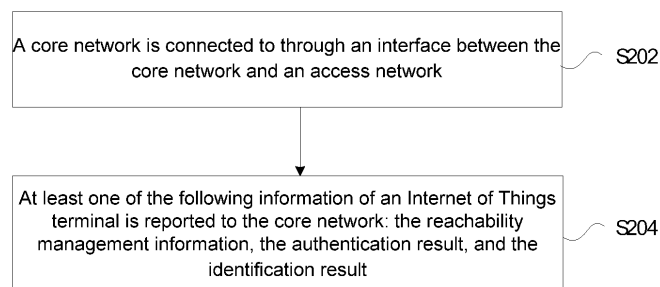 A core network is connected to through an interface between the
core network and an access network
S202
At least one of the following information of an Internet of Things
terminal is reported to the core network: the reachability
management information, the authentication result, and the
identification result
S204